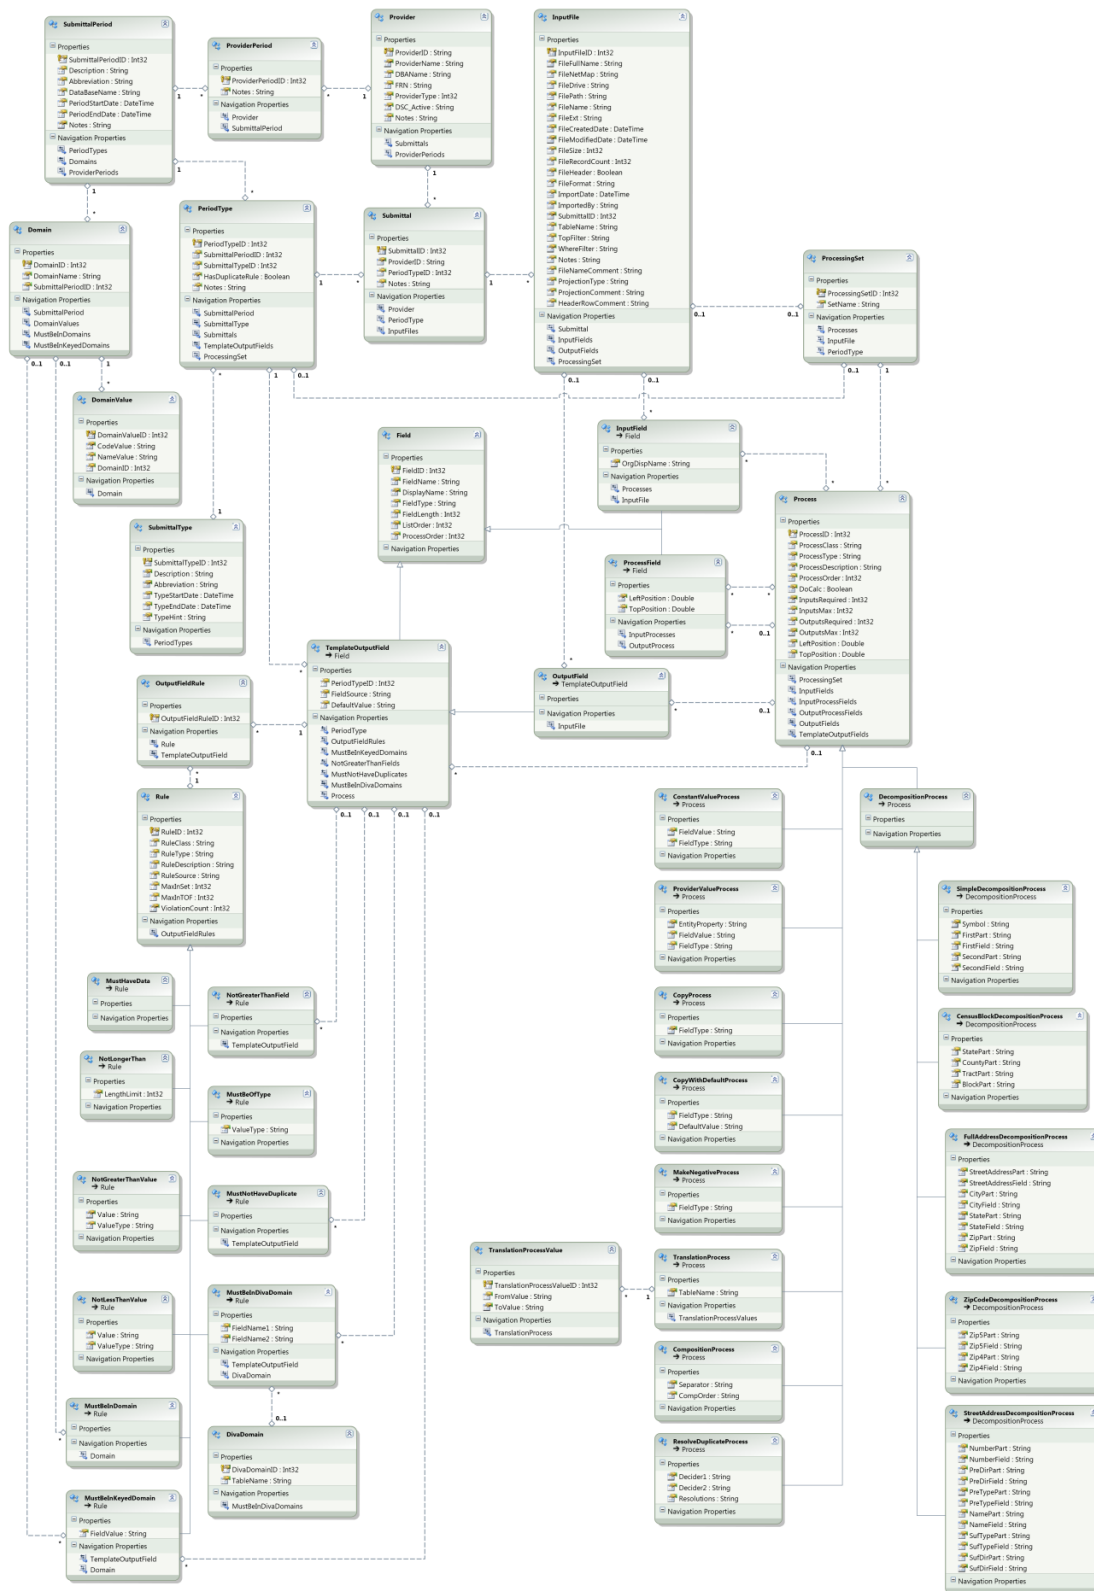 SubmittalPeriod
Properties
SubmittalPeriodID : Int32
Description : String
Abbreviation : String
DataBaseName : String
PeriodStartDate : DateTime
PeriodEndDate : DateTime
Notes : String
Navigation Properties
PeriodTypes
Domains
ProviderPeriods
ProviderPeriod
Properties
ProviderPeriodID : Int32
Notes : String
Navigation Properties
Provider
SubmittalPeriod
Provider
Properties
ProviderID : String
ProviderName : String
DBAName : String
FRN : String
ProviderType : Int32
DSC_Active : String
Notes : String
Navigation Properties
Submittals
ProviderPeriods
InputFile
Properties
InputFileID : Int32
FileFullName : String
FileNetMap : String
FileDrive : String
FilePath : String
FileName : String
FileExt : String
FileCreatedDate : DateTime
FileModifiedDate : DateTime
FileSize : Int32
FileRecordCount : Int32
FileHeader : Boolean
FileFormat : String
ImportDate : DateTime
ImportedBy : String
SubmittalID : Int32
TableName : String
TopFilter : String
WhereFilter : String
Notes : String
FileNameComment : String
ProjectionType : String
ProjectionComment : String
HeaderRowComment : String
Navigation Properties
Submittal
InputFields
OutputFields
ProcessingSet
Domain
Properties
DomainID : Int32
DomainName : String
SubmittalPeriodID : Int32
Navigation Properties
SubmittalPeriod
DomainValues
MustBeInDomains
MustBeInKeyedDomains
PeriodType
Properties
PeriodTypeID : Int32
SubmittalPeriodID : Int32
SubmittalTypeID : Int32
HasDuplicateRule : Boolean
Notes : String
Navigation Properties
SubmittalPeriod
SubmittalType
Submittals
TemplateOutputFields
ProcessingSet
Submittal
Properties
SubmittalID : Int32
ProviderID : String
PeriodTypeID : Int32
Notes : String
Navigation Properties
Provider
PeriodType
InputFiles
ProcessingSet
Properties
ProcessingSetID : Int32
SetName : String
Navigation Properties
Processes
InputFile
PeriodType
DomainValue
Properties
DomainValueID : Int32
CodeValue : String
NameValue : String
DomainID : Int32
Navigation Properties
Domain
Field
Properties
FieldID : Int32
FieldName : String
DisplayName : String
FieldType : String
FieldLength : Int32
ListOrder : Int32
ProcessOrder : Int32
Navigation Properties
InputField
→ Field
Properties
OrgDispName : String
Navigation Properties
Processes
InputFile
Process
Properties
ProcessID : Int32
ProcessClass : String
ProcessType : String
ProcessDescription : String
ProcessOrder : Int32
DoCalc : Boolean
InputsRequired : Int32
InputsMax : Int32
OutputsRequired : Int32
OutputsMax : Int32
LeftPosition : Double
TopPosition : Double
Navigation Properties
ProcessingSet
InputFields
InputProcessFields
OutputProcessFields
OutputFields
TemplateOutputFields
SubmittalType
Properties
SubmittalTypeID : Int32
Description : String
Abbreviation : String
TypeStartDate : DateTime
TypeEndDate : DateTime
TypeHint : String
Navigation Properties
PeriodTypes
ProcessField
→ Field
Properties
LeftPosition : Double
TopPosition : Double
Navigation Properties
InputProcesses
OutputProcess
TemplateOutputField
→ Field
Properties
PeriodTypeID : Int32
FieldSource : String
DefaultValue : String
Navigation Properties
PeriodType
OutputFieldRules
MustBeInKeyedDomains
NotGreaterThanFields
MustNotHaveDuplicates
MustBeInDivaDomains
Process
OutputField
→ TemplateOutputField
Properties
Navigation Properties
InputFile
OutputFieldRule
Properties
OutputFieldRuleID : Int32
Navigation Properties
Rule
TemplateOutputField
Rule
Properties
RuleID : Int32
RuleClass : String
RuleType : String
RuleDescription : String
RuleSource : String
MaxInSet : Int32
MaxInTOF : Int32
ViolationCount : Int32
Navigation Properties
OutputFieldRules
ConstantValueProcess
→ Process
Properties
FieldValue : String
FieldType : String
Navigation Properties
DecompositionProcess
→ Process
Properties
Navigation Properties
ProviderValueProcess
→ Process
Properties
EntityProperty : String
FieldValue : String
FieldType : String
Navigation Properties
SimpleDecompositionProcess
→ DecompositionProcess
Properties
Symbol : String
FirstPart : String
FirstField : String
SecondPart : String
SecondField : String
Navigation Properties
MustHaveData
→ Rule
Properties
Navigation Properties
NotGreaterThanField
→ Rule
Properties
Navigation Properties
TemplateOutputField
CopyProcess
→ Process
Properties
FieldType : String
Navigation Properties
CensusBlockDecompositionProcess
→ DecompositionProcess
Properties
StatePart : String
CountyPart : String
TractPart : String
BlockPart : String
Navigation Properties
NotLongerThan
→ Rule
Properties
LengthLimit : Int32
Navigation Properties
MustBeOfType
→ Rule
Properties
ValueType : String
Navigation Properties
CopyWithDefaultProcess
→ Process
Properties
FieldType : String
DefaultValue : String
Navigation Properties
FullAddressDecompositionProcess
→ DecompositionProcess
Properties
StreetAddressPart : String
StreetAddressField : String
CityPart : String
CityField : String
StatePart : String
StateField : String
ZipPart : String
ZipField : String
Navigation Properties
NotGreaterThanValue
→ Rule
Properties
Value : String
ValueType : String
Navigation Properties
MustNotHaveDuplicate
→ Rule
Properties
Navigation Properties
TemplateOutputField
MakeNegativeProcess
→ Process
Properties
FieldType : String
Navigation Properties
TranslationProcessValue
Properties
TranslationProcessValueID : Int32
FromValue : String
ToValue : String
Navigation Properties
TranslationProcess
TranslationProcess
→ Process
Properties
TableName : String
Navigation Properties
TranslationProcessValues
NotLessThanValue
→ Rule
Properties
Value : String
ValueType : String
Navigation Properties
MustBeInDivaDomain
→ Rule
Properties
FieldName1 : String
FieldName2 : String
Navigation Properties
TemplateOutputField
DivaDomain
ZipCodeDecompositionProcess
→ DecompositionProcess
Properties
Zip5Part : String
Zip5Field : String
Zip4Part : String
Zip4Field : String
Navigation Properties
CompositionProcess
→ Process
Properties
Separator : String
CompOrder : String
Navigation Properties
MustBeInDomain
→ Rule
Properties
Navigation Properties
Domain
DivaDomain
Properties
DivaDomainID : Int32
TableName : String
Navigation Properties
MustBeInDivaDomains
ResolveDuplicateProcess
→ Process
Properties
Decider1 : String
Decider2 : String
Resolutions : String
Navigation Properties
StreetAddressDecompositionProcess
→ DecompositionProcess
Properties
NumberPart : String
NumberField : String
PreDirPart : String
PreDirField : String
PreTypePart : String
PreTypeField : String
NamePart : String
NameField : String
SufTypePart : String
SufTypeField : String
SufDirPart : String
SufDirField : String
Navigation Properties
MustBeInKeyedDomain
→ Rule
Properties
FieldValue : String
Navigation Properties
TemplateOutputField
Domain